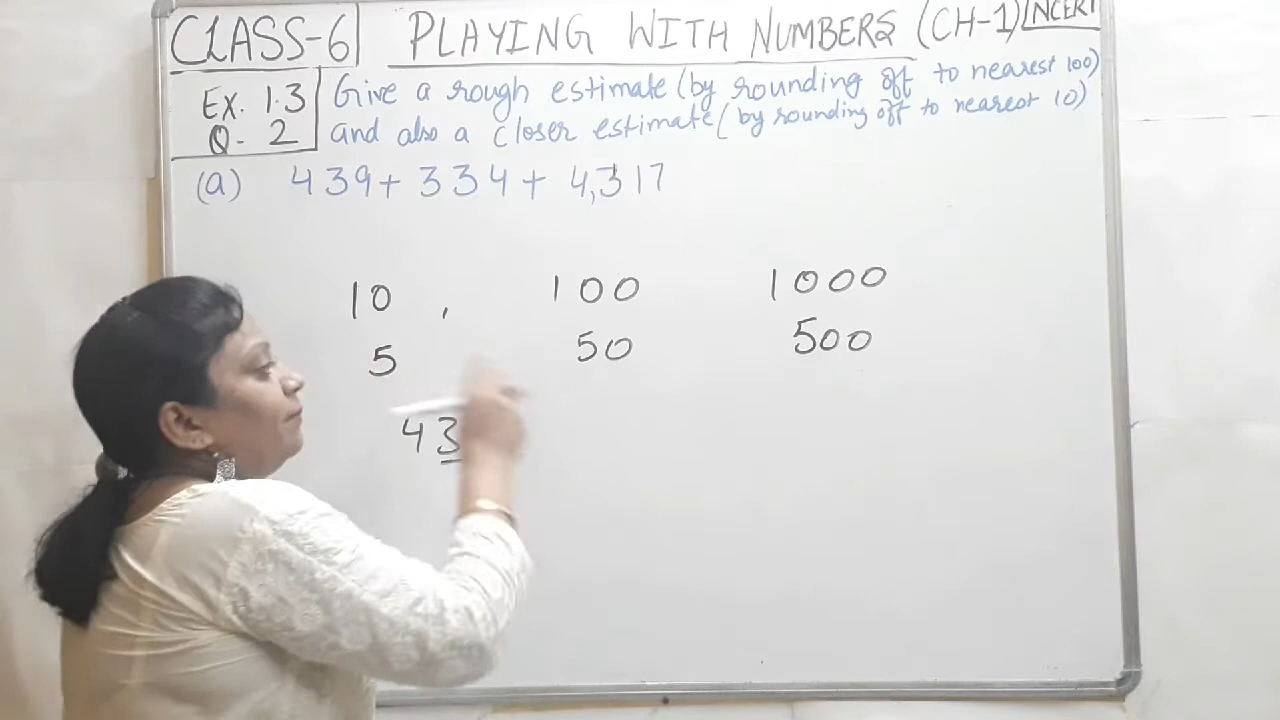 CLASS-6 PLAYING WITH NUMBERS (CH-1) NCERT
Ex. 1.3 Give a rough estimate (by rounding off to nearest 100)
Q- 2 and also a closer estimate (by rounding off to nearest 10)
(a) 439+ 334 + 4,317
10 , 100 1000
5 50 500
43